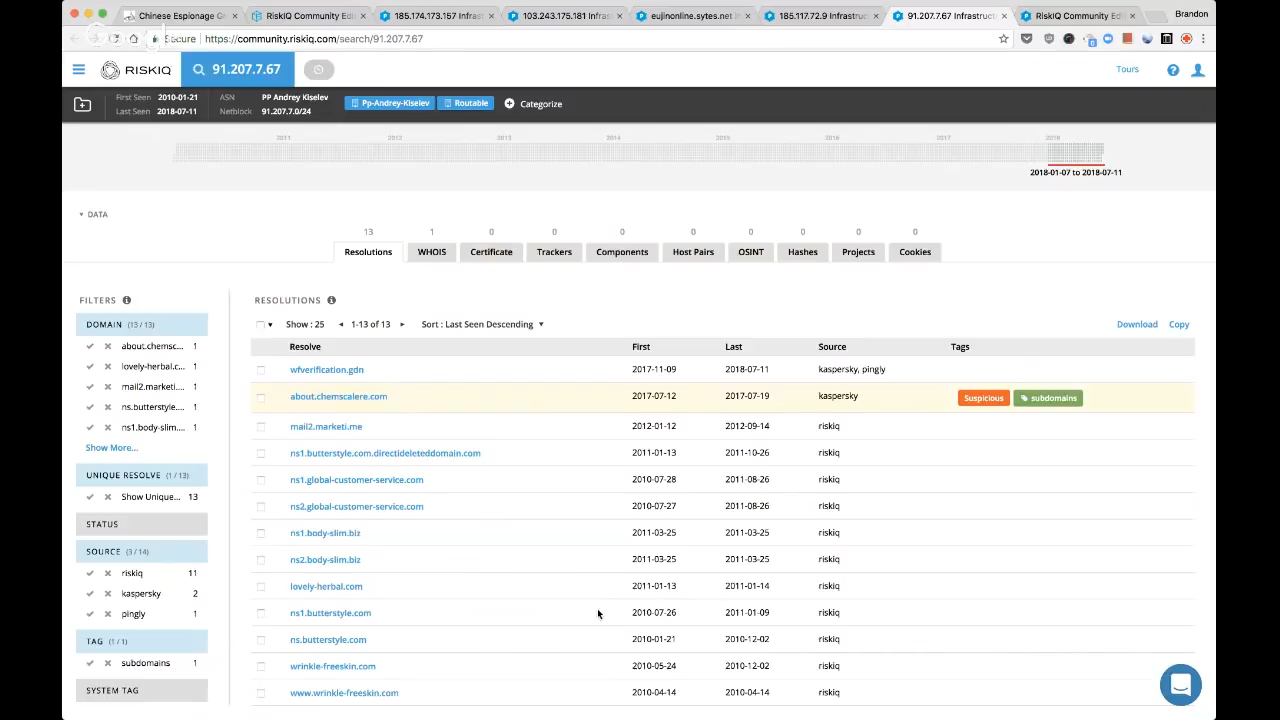 Chinese Espionage G
RiskIQ Community Edi
185.174.173.157 Infrast
103.243.175.181 Infrast
eujinonline.sytes.net In
185.117.72.9 Infrastruc
91.207.7.67 Infrastruct
RiskIQ Community Ed
Brandon
Secure https://community.riskiq.com/search/91.207.7.67
RISKIQ 91.207.7.67 Tours ?
First Seen 2010-01-21 ASN PP Andrey Kiselev Pp-Andrey-Kiselev Routable Categorize
Last Seen 2018-07-11 Netblock 91.207.7.0/24
2011 2012 2013 2014 2015 2016 2017 2018
2018-01-07 to 2018-07-11
DATA
13 1 0 0 0 0 0 0 0 0
Resolutions WHOIS Certificate Trackers Components Host Pairs OSINT Hashes Projects Cookies
FILTERS
DOMAIN (13 / 13)
about.chemsc... 1
lovely-herbal.c... 1
mail2.marketi.... 1
ns.butterstyle.... 1
ns1.body-slim.... 1
Show More...
UNIQUE RESOLVE (1 / 13)
Show Unique... 13
STATUS
SOURCE (3 / 14)
riskiq 11
kaspersky 2
pingly 1
TAG (1 / 1)
subdomains 1
SYSTEM TAG
RESOLUTIONS
Show : 25 1-13 of 13 Sort : Last Seen Descending Download Copy
Resolve First Last Source Tags
wfverification.gdn 2017-11-09 2018-07-11 kaspersky, pingly
about.chemscalere.com 2017-07-12 2017-07-19 kaspersky Suspicious subdomains
mail2.marketi.me 2012-01-12 2012-09-14 riskiq
ns1.butterstyle.com.directideleteddomain.com 2011-01-13 2011-10-26 riskiq
ns1.global-customer-service.com 2010-07-28 2011-08-26 riskiq
ns2.global-customer-service.com 2010-07-27 2011-08-26 riskiq
ns1.body-slim.biz 2011-03-25 2011-03-25 riskiq
ns2.body-slim.biz 2011-03-25 2011-03-25 riskiq
lovely-herbal.com 2011-01-13 2011-01-13 riskiq
ns1.butterstyle.com 2010-07-26 2011-01-09 riskiq
ns.butterstyle.com 2010-01-21 2010-12-02 riskiq
wrinkle-freeskin.com 2010-05-24 2010-12-02 riskiq
www.wrinkle-freeskin.com 2010-04-14 2010-04-14 riskiq